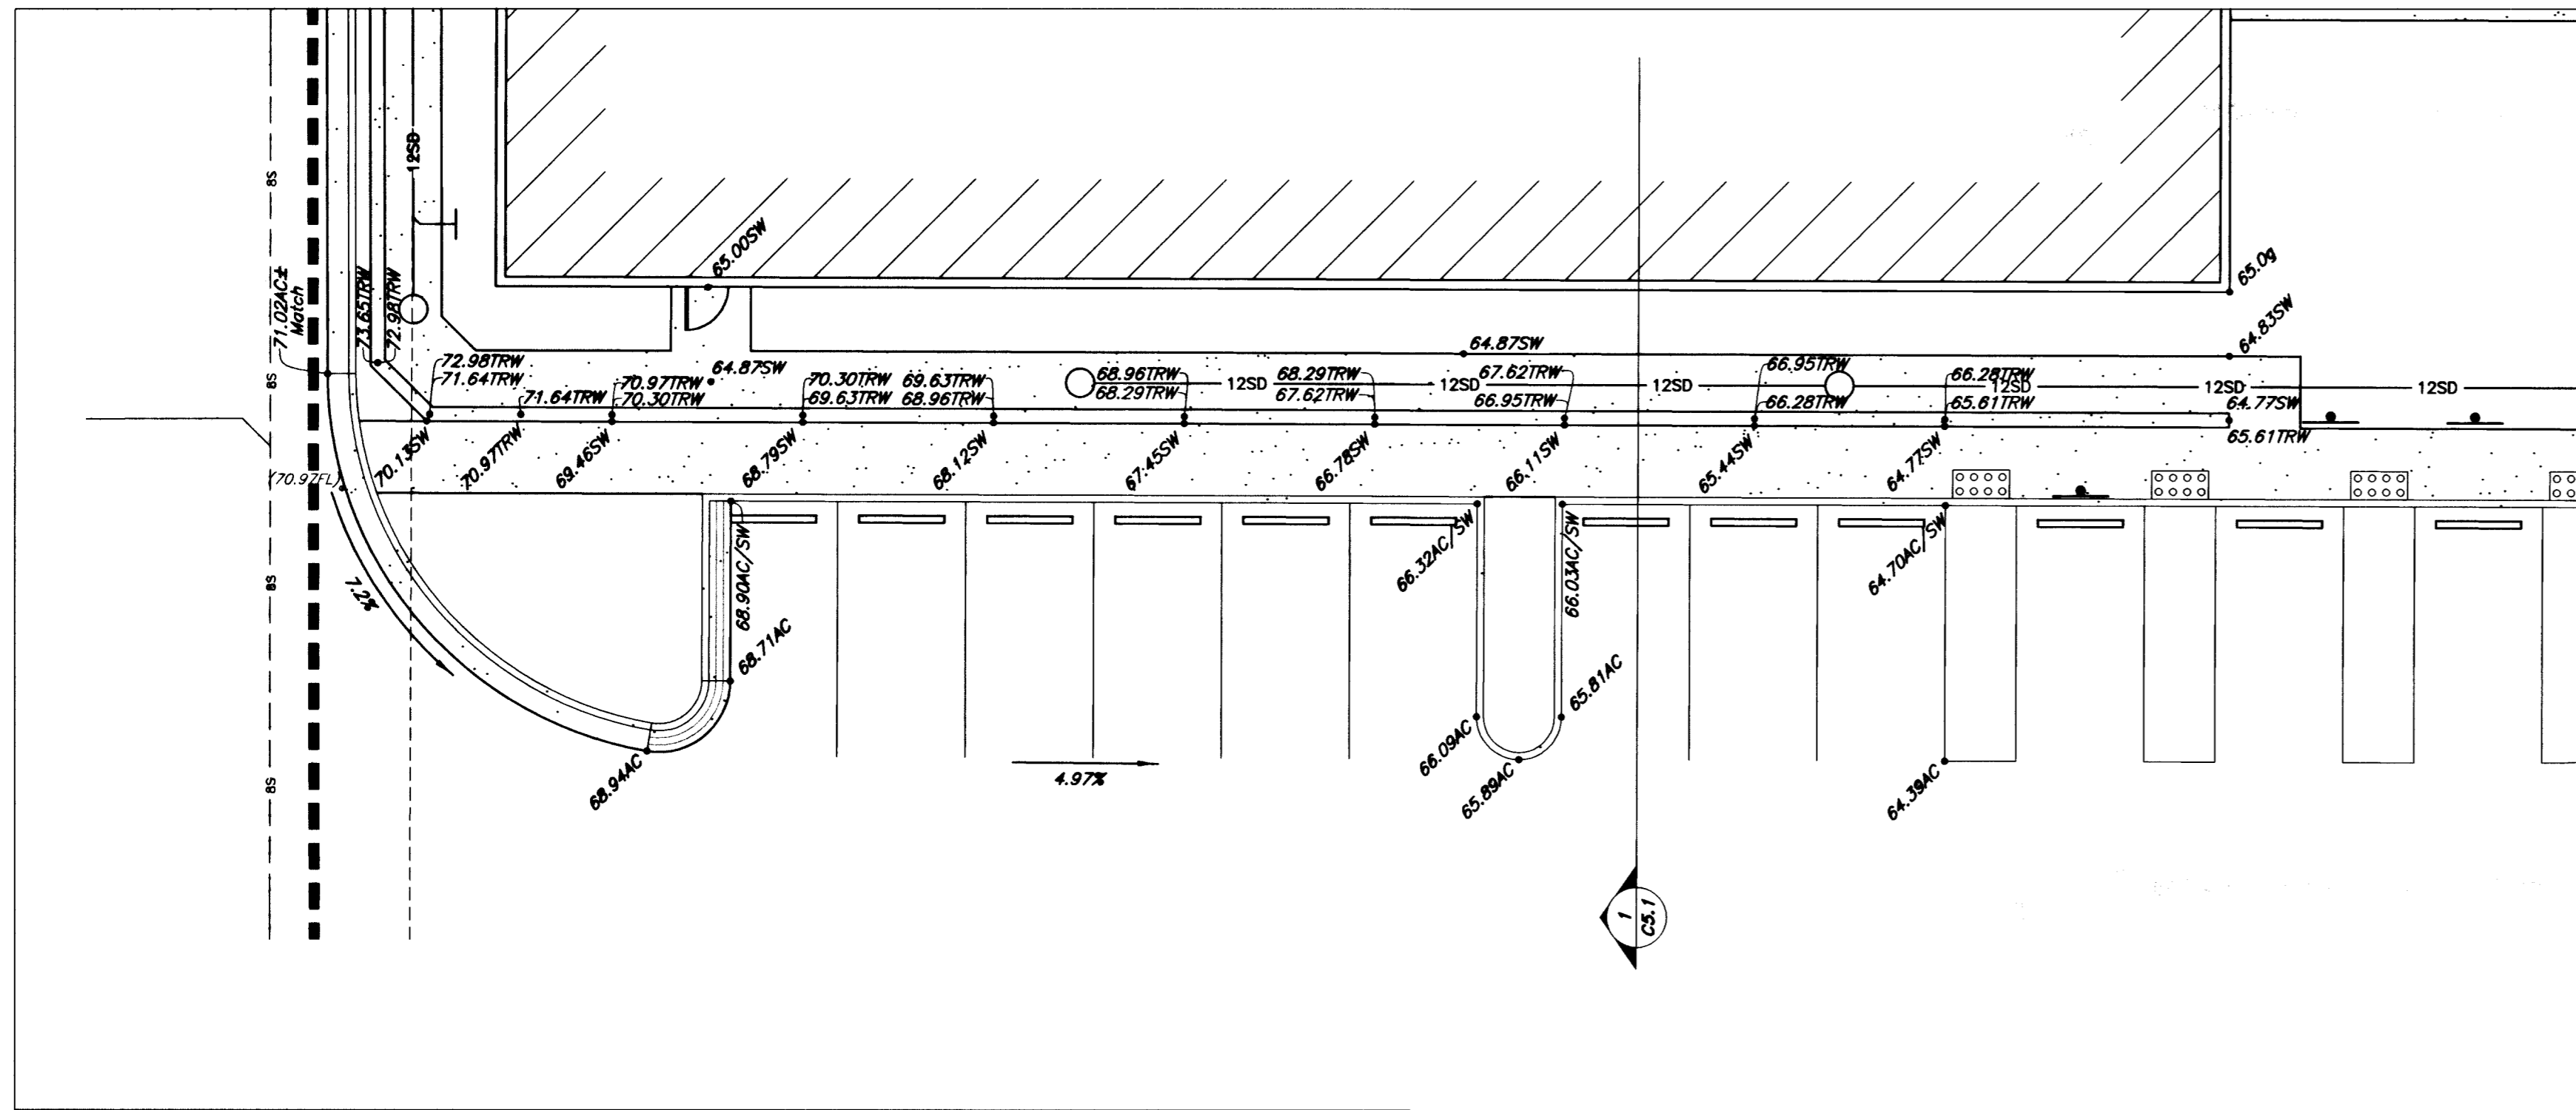 12SD
8S
65.00SW
71.02AC±
Match
73.65TRW
72.98TRW
65.0g
64.83SW
64.87SW
72.98TRW
71.64TRW
71.64TRW
70.97TRW
70.30TRW
64.87SW
70.30TRW
69.63TRW
69.63TRW
68.96TRW
68.96TRW
68.29TRW
12SD
68.29TRW
67.62TRW
12SD
67.62TRW
66.95TRW
12SD
66.95TRW
66.28TRW
66.28TRW
65.61TRW
12SD
12SD
12SD
64.77SW
65.61TRW
8S
(70.97FL)
70.13SW
70.97TRW
69.46SW
68.79SW
68.12SW
67.45SW
66.78SW
66.11SW
65.44SW
64.77SW
8S
7.2%
68.90AC/SW
66.32AC/SW
66.03AC/SW
64.70AC/SW
68.71AC
65.81AC
8S
68.94AC
4.97%
66.09AC
65.89AC
64.39AC
1
C5.1